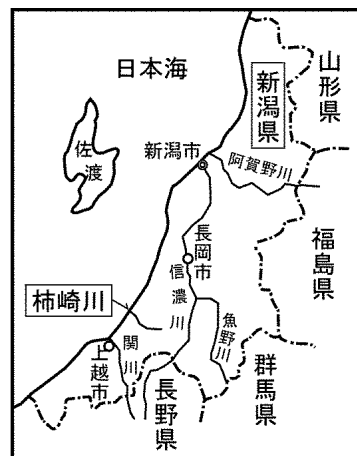 日本海
佐渡
新潟県
山形県
新潟市
阿賀野川
長岡市
福島県
信濃川
魚野川
柿崎川
関川
上越市
長野県
群馬県